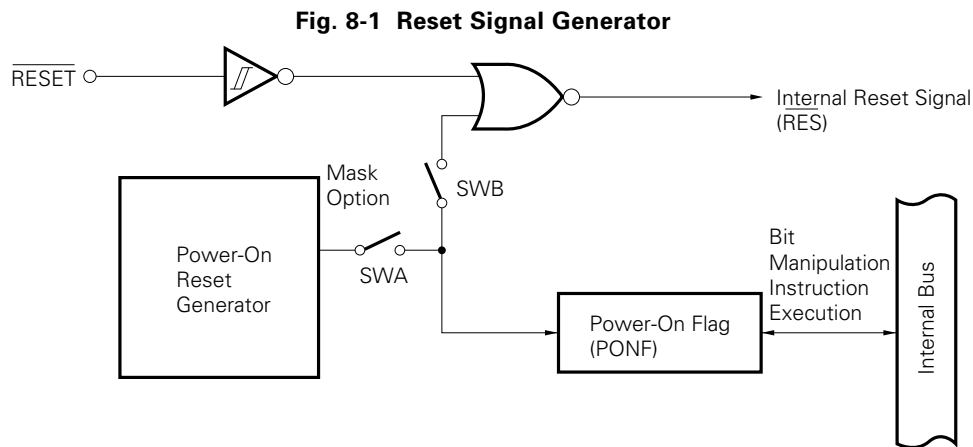 Fig. 8-1 Reset Signal Generator
RESET
Internal Reset Signal
(RES)
Mask
Option
SWB
Power-On
Reset
Generator
SWA
Bit
Manipulation
Instruction
Execution
Power-On Flag
(PONF)
Internal Bus